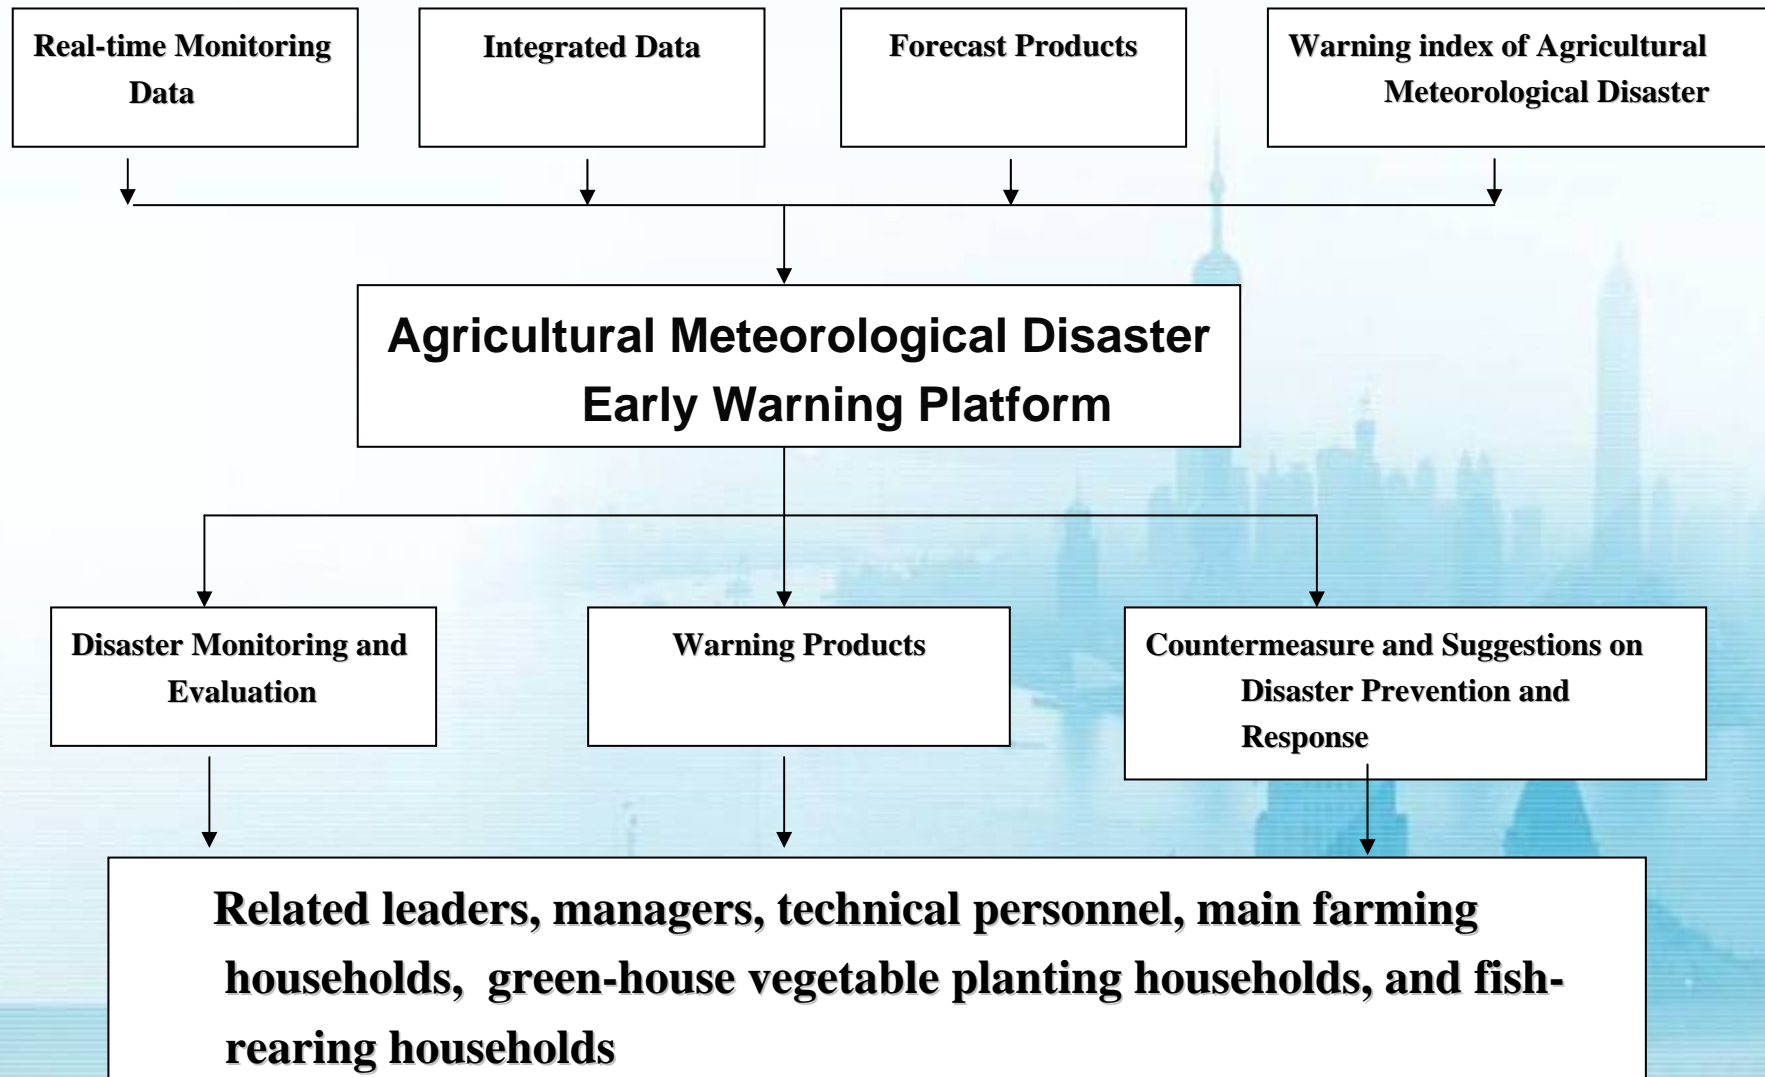 Real-time Monitoring
Data
Integrated Data
Forecast Products
Warning index of Agricultural
Meteorological Disaster
Agricultural Meteorological Disaster
Early Warning Platform
Disaster Monitoring and
Evaluation
Warning Products
Countermeasure and Suggestions on
Disaster Prevention and
Response
Related leaders, managers, technical personnel, main farming
households, green-house vegetable planting households, and fish-
rearing households